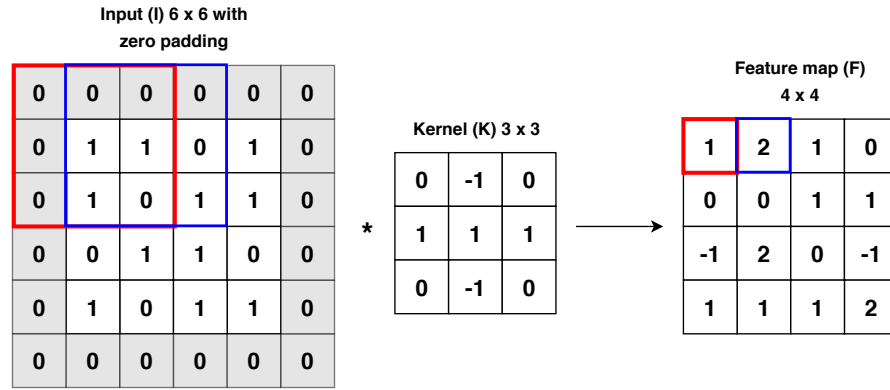 Input (I) 6 x 6 with
zero padding
0 0 0 0 0 0
0 1 1 0 1 0
0 1 0 1 1 0
0 0 1 1 0 0
0 1 0 1 1 0
0 0 0 0 0 0
*
Kernel (K) 3 x 3
0 -1 0
1 1 1
0 -1 0
Feature map (F)
4 x 4
1 2 1 0
0 0 1 1
-1 2 0 -1
1 1 1 2